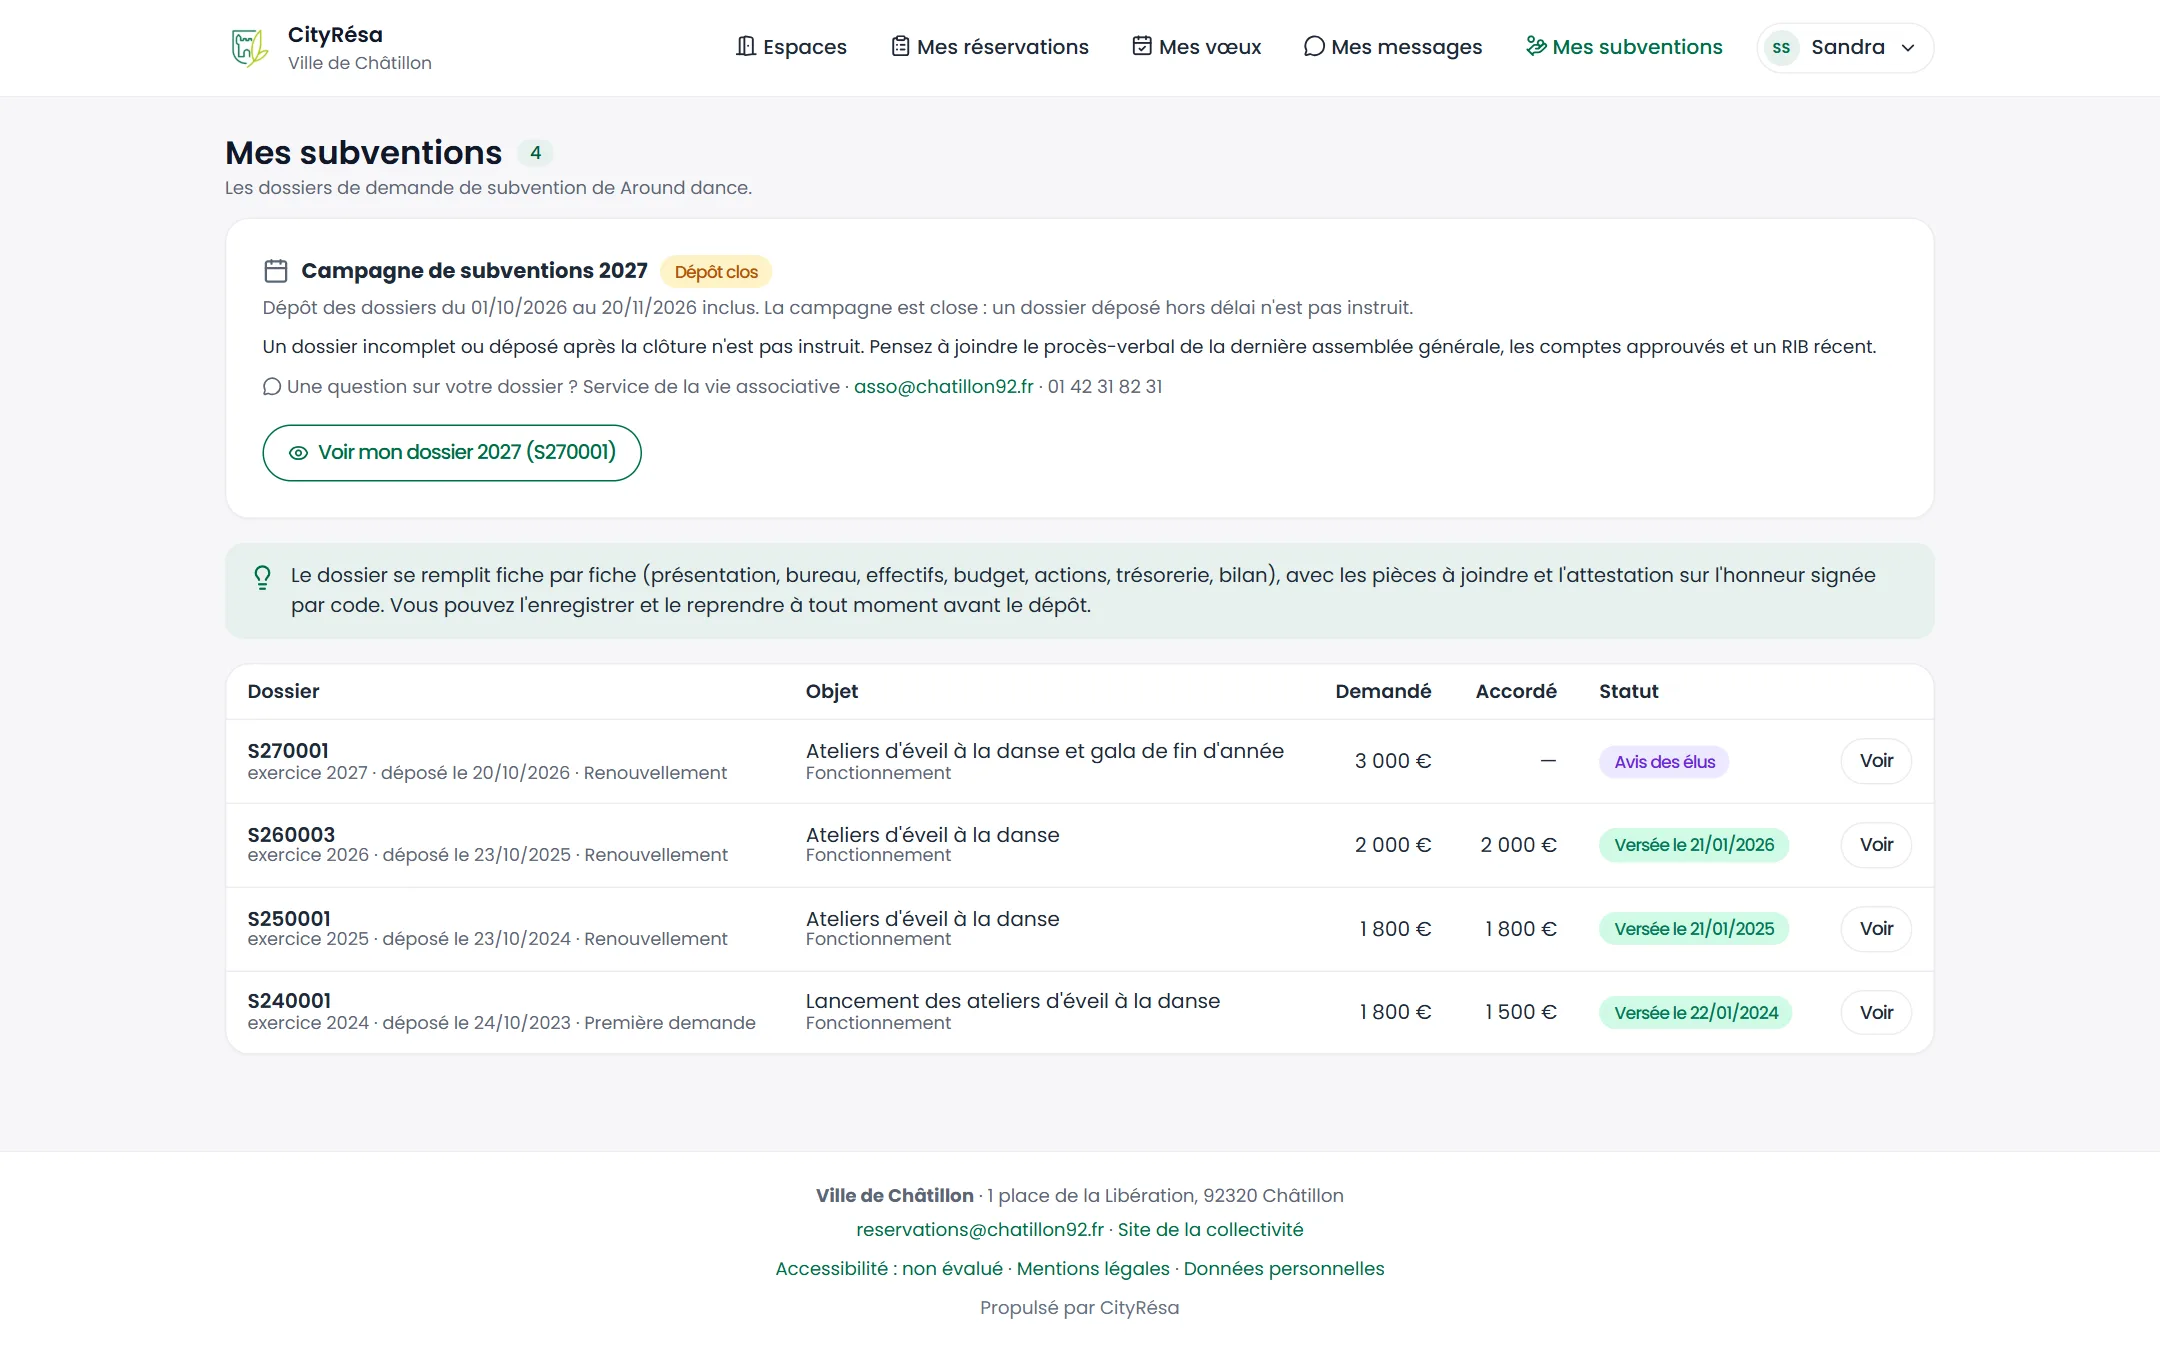 CityRésa
Ville de Châtillon
Espaces
Mes réservations
Mes vœux
Mes messages
Mes subventions
SS
Sandra
Mes subventions 4
Les dossiers de demande de subvention de Around dance.
Campagne de subventions 2027 Dépôt clos
Dépôt des dossiers du 01/10/2026 au 20/11/2026 inclus. La campagne est close : un dossier déposé hors délai n'est pas instruit.
Un dossier incomplet ou déposé après la clôture n'est pas instruit. Pensez à joindre le procès-verbal de la dernière assemblée générale, les comptes approuvés et un RIB récent.
Une question sur votre dossier ? Service de la vie associative · asso@chatillon92.fr · 01 42 31 82 31
Voir mon dossier 2027 (S270001)
Le dossier se remplit fiche par fiche (présentation, bureau, effectifs, budget, actions, trésorerie, bilan), avec les pièces à joindre et l'attestation sur l'honneur signée
par code. Vous pouvez l'enregistrer et le reprendre à tout moment avant le dépôt.
Dossier Objet Demandé Accordé Statut
S270001 Ateliers d'éveil à la danse et gala de fin d'année 3 000 € — Avis des élus Voir
exercice 2027 · déposé le 20/10/2026 · Renouvellement Fonctionnement
S260003 Ateliers d'éveil à la danse 2 000 € 2 000 € Versée le 21/01/2026 Voir
exercice 2026 · déposé le 23/10/2025 · Renouvellement Fonctionnement
S250001 Ateliers d'éveil à la danse 1 800 € 1 800 € Versée le 21/01/2025 Voir
exercice 2025 · déposé le 23/10/2024 · Renouvellement Fonctionnement
S240001 Lancement des ateliers d'éveil à la danse 1 800 € 1 500 € Versée le 22/01/2024 Voir
exercice 2024 · déposé le 24/10/2023 · Première demande Fonctionnement
Ville de Châtillon · 1 place de la Libération, 92320 Châtillon
reservations@chatillon92.fr · Site de la collectivité
Accessibilité : non évalué · Mentions légales · Données personnelles
Propulsé par CityRésa